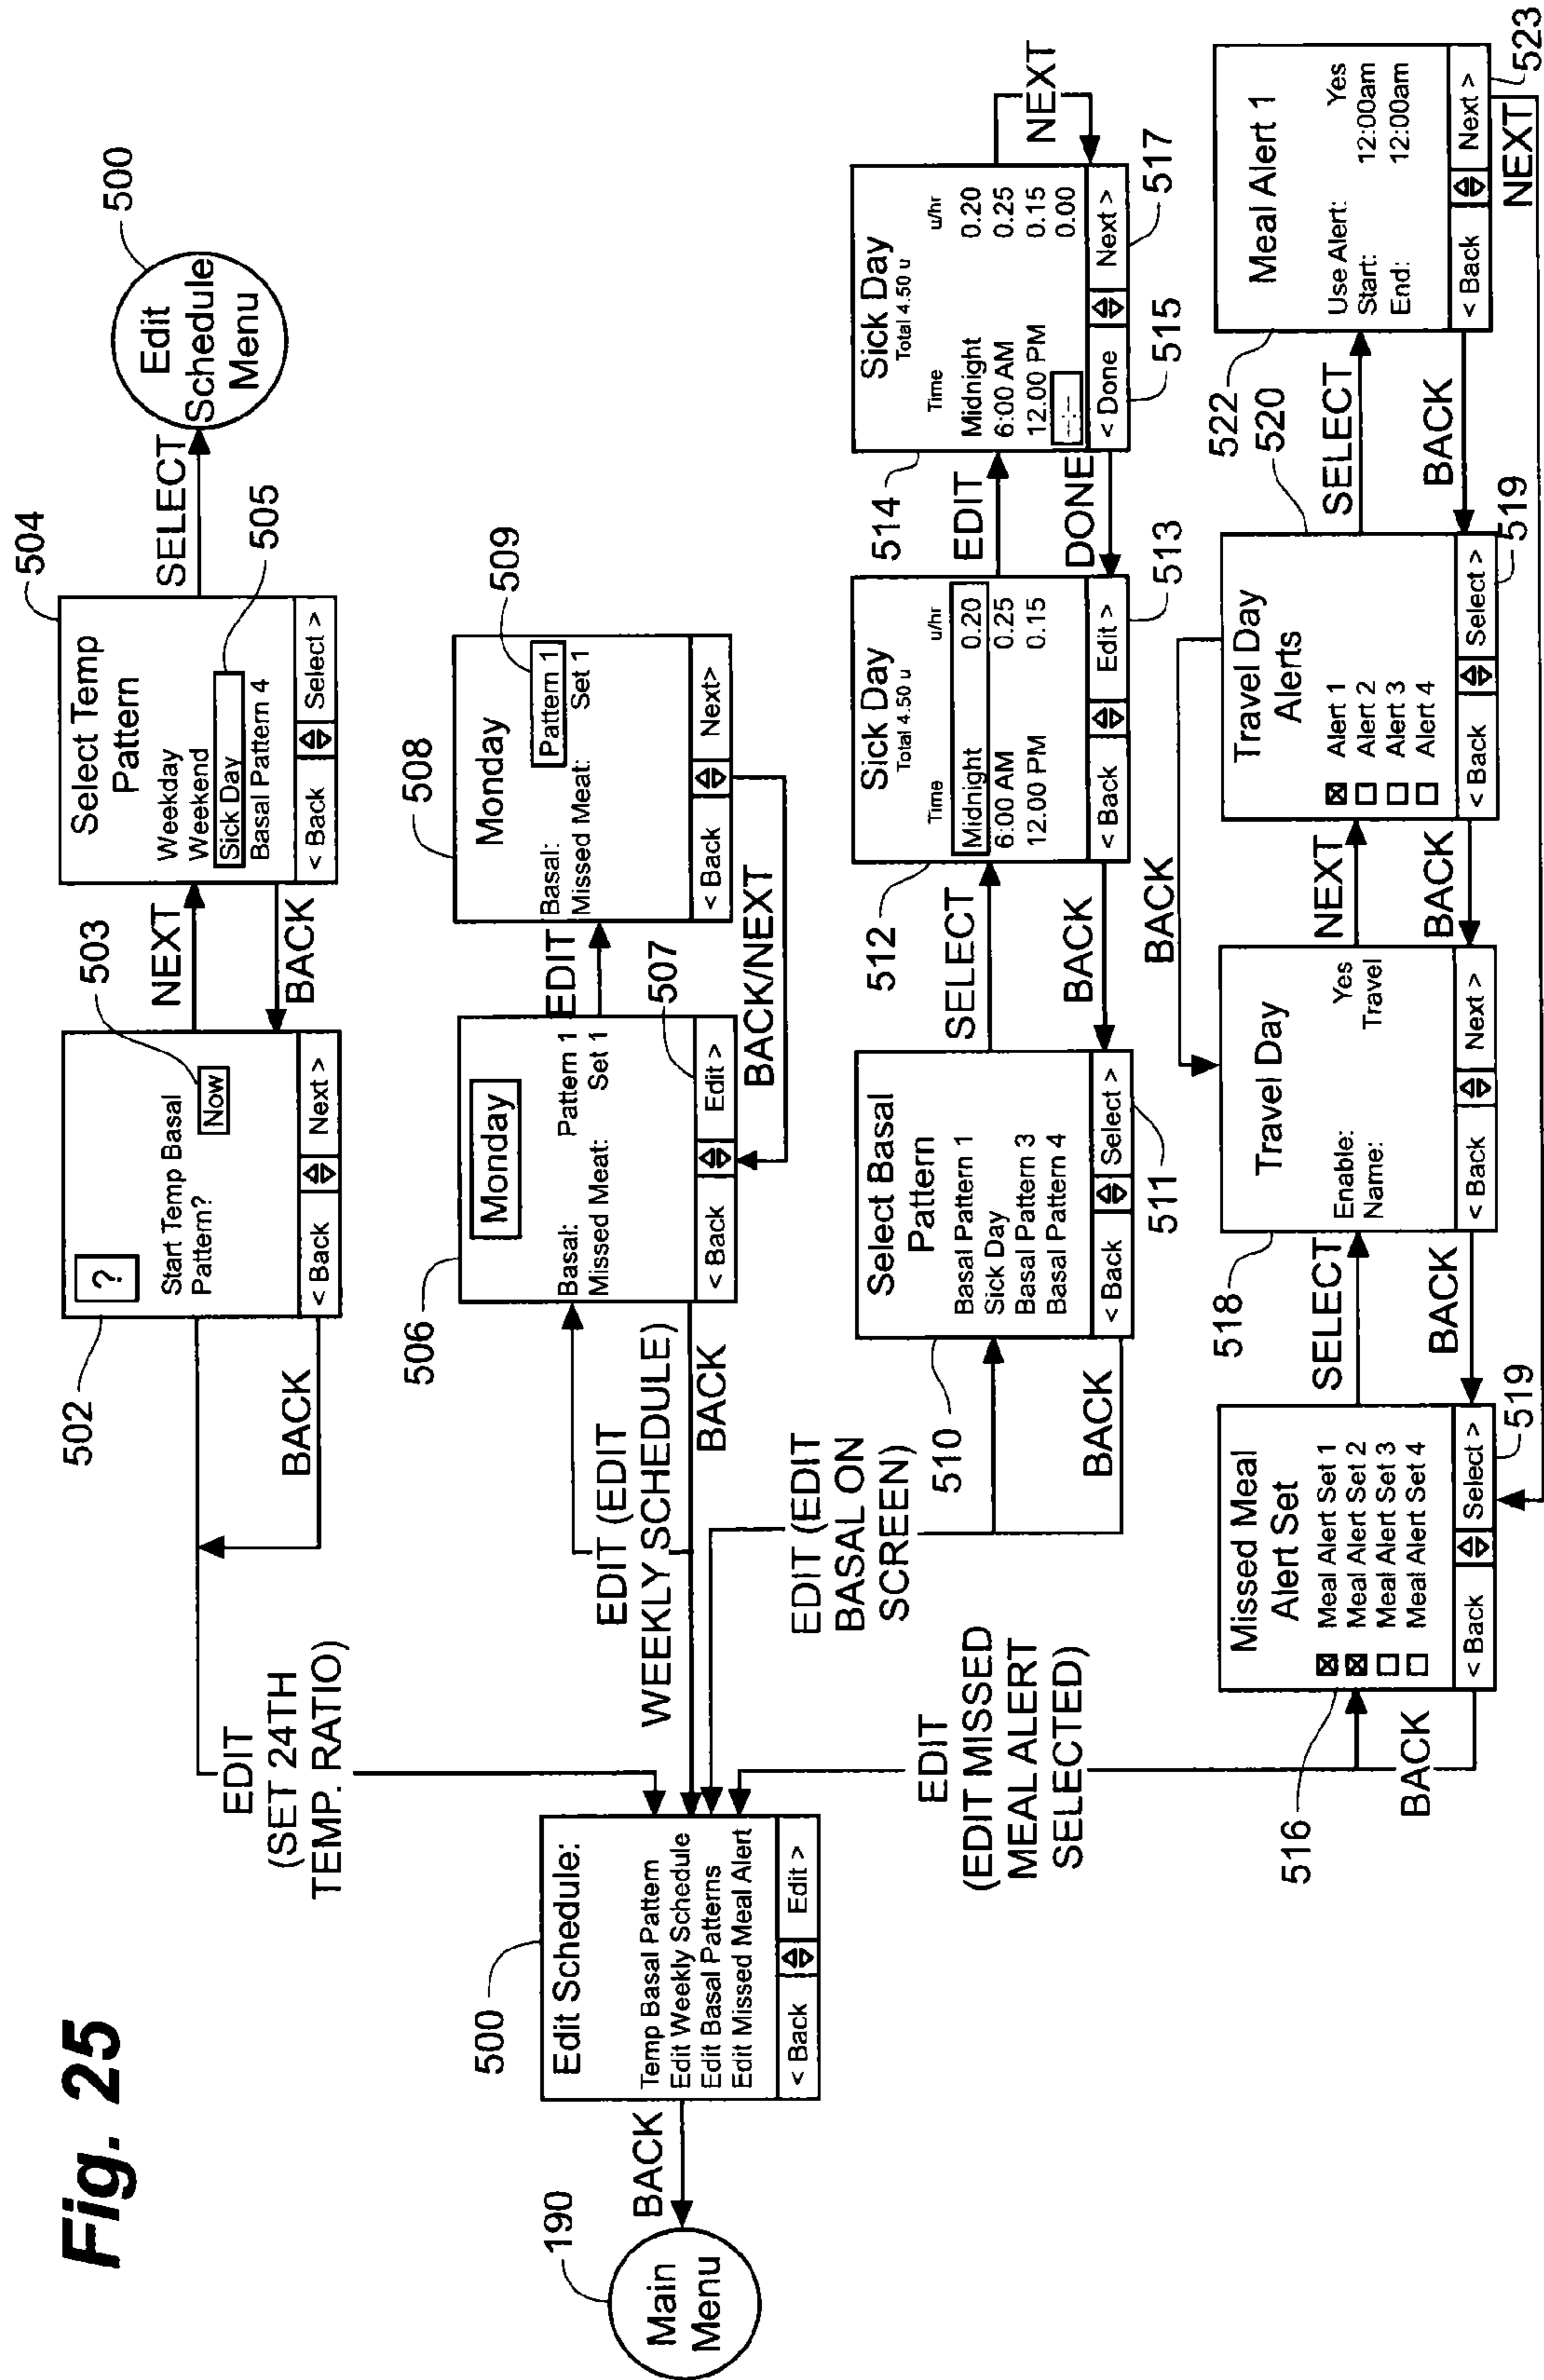 Fig. 25
502
?
Start Temp Basal
Pattern?
Now
503
< Back
Next >
NEXT
BACK
BACK
504
Select Temp
Pattern
Weekday
Weekend
Sick Day
Basal Pattern 4
505
< Back
Select >
SELECT
Edit
Schedule
Menu
500
EDIT
(SET 24TH
TEMP. RATIO)
190
Main
Menu
BACK
500
Edit Schedule:
Temp Basal Pattern
Edit Weekly Schedule
Edit Basal Patterns
Edit Missed Meal Alert
< Back
Edit >
EDIT (EDIT
WEEKLY SCHEDULE)
BACK
506
Monday
Basal:
Pattern 1
Missed Meat:
Set 1
< Back
Edit >
507
EDIT
BACK/NEXT
508
Monday
509
Basal:
Pattern 1
Missed Meat:
Set 1
< Back
Next>
EDIT (EDIT
BASAL ON
SCREEN)
510
BACK
Select Basal
Pattern
Basal Pattern 1
Sick Day
Basal Pattern 3
Basal Pattern 4
< Back
Select >
511
SELECT
BACK
512
Sick Day
Total 4.50 u
Time
u/hr
Midnight
0.20
6:00 AM
0.25
12.00 PM
0.15
< Back
Edit >
513
EDIT
DONE
514
Sick Day
Total 4.50 u
Time
u/hr
Midnight
0.20
6:00 AM
0.25
12.00 PM
0.15
--:--
0.00
< Done
Next >
515
517
NEXT
EDIT
(EDIT MISSED
MEAL ALERT
SELECTED)
516
BACK
Missed Meal
Alert Set
Meal Alert Set 1
Meal Alert Set 2
Meal Alert Set 3
Meal Alert Set 4
< Back
Select >
519
SELECT
BACK
518
Travel Day
Enable:
Yes
Name:
Travel
< Back
Next >
NEXT
BACK
BACK
Travel Day
Alerts
Alert 1
Alert 2
Alert 3
Alert 4
< Back
Select >
519
520
SELECT
BACK
522
Meal Alert 1
Use Alert:
Yes
Start:
12:00am
End:
12:00am
< Back
Next >
523
NEXT